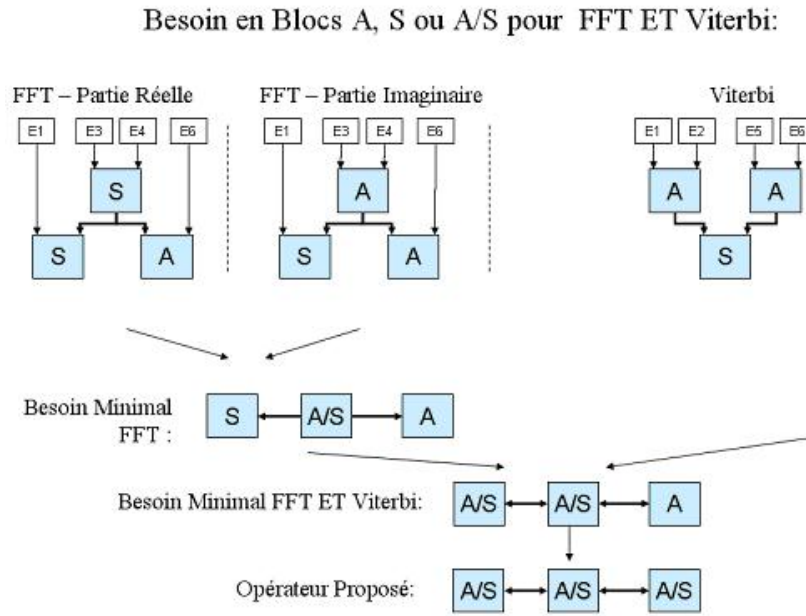 Besoin en Blocs A, S ou A/S pour FFT ET Viterbi:
FFT – Partie Réelle
FFT – Partie Imaginaire
Viterbi
E1 E3 E4 E6
E1 E3 E4 E6
E1 E2 E5 E6
S
A
A A
S A
S A
S
Besoin Minimal
FFT :
S A/S A
Besoin Minimal FFT ET Viterbi:
A/S A/S A
Opérateur Proposé:
A/S A/S A/S